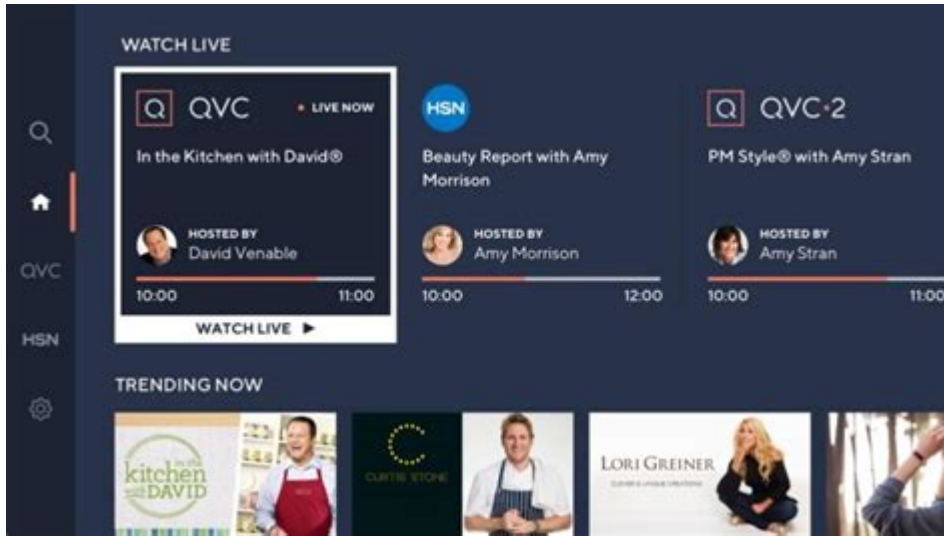 WATCH LIVE
QVC
• LIVE NOW
In the Kitchen with David®
HOSTED BY
David Venable
10:00 11:00
WATCH LIVE ▶
HSN
Beauty Report with Amy
Morrison
HOSTED BY
Amy Morrison
10:00 12:00
Q QVC•2
PM Style® with Amy Stran
HOSTED BY
Amy Stran
10:00 11:00
QVC
HSN
TRENDING NOW
in the
kitchen
with DAVID
CURTIS STONE
LORI GREINER
CLEVER & UNIQUE CREATIONS